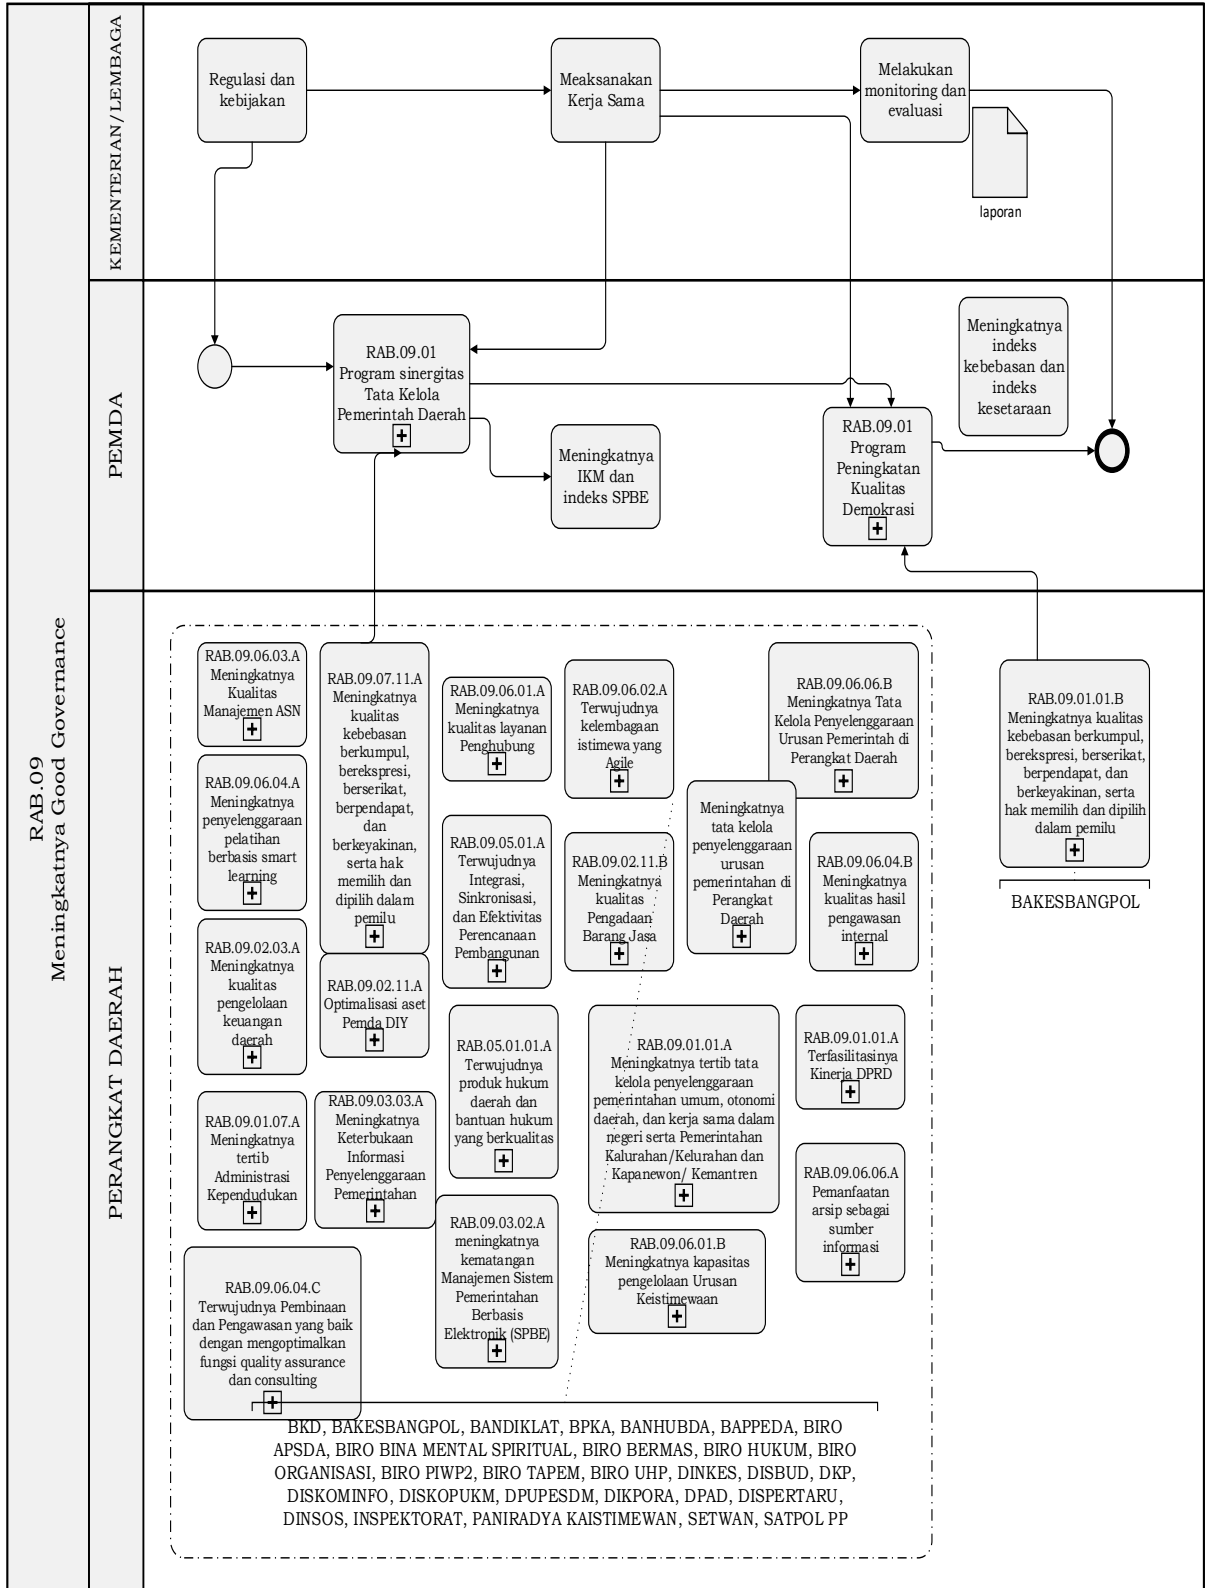 RAB.09
Meningkatnya Good Governance
KEMENTERIAN/LEMBAGA
Regulasi dan
kebijakan
Meaksanakan
Kerja Sama
Melakukan
monitoring dan
evaluasi
laporan
PEMDA
RAB.09.01
Program sinergitas
Tata Kelola
Pemerintah Daerah
Meningkatnya
IKM dan
indeks SPBE
RAB.09.01
Program
Peningkatan
Kualitas
Demokrasi
Meningkatnya
indeks
kebebasan dan
indeks
kesetaraan
PERANGKAT DAERAH
RAB.09.06.03.A
Meningkatnya
Kualitas
Manajemen ASN
RAB.09.06.04.A
Meningkatnya
penyelenggaraan
pelatihan
berbasis smart
learning
RAB.09.02.03.A
Meningkatnya
kualitas
pengelolaan
keuangan
daerah
RAB.09.01.07.A
Meningkatnya
tertib
Administrasi
Kependudukan
RAB.09.06.04.C
Terwujudnya Pembinaan
dan Pengawasan yang baik
dengan mengoptimalkan
fungsi quality assurance
dan consulting
RAB.09.07.11.A
Meningkatnya
kualitas
kebebasan
berkumpul,
berekspresi,
berserikat,
berpendapat,
dan
berkeyakinan,
serta hak
memilih dan
dipilih dalam
pemilu
RAB.09.02.11.A
Optimalisasi aset
Pemda DIY
RAB.09.03.03.A
Meningkatnya
Keterbukaan
Informasi
Penyelenggaraan
Pemerintahan
RAB.09.06.01.A
Meningkatnya
kualitas layanan
Penghubung
RAB.09.05.01.A
Terwujudnya
Integrasi,
Sinkronisasi,
dan Efektivitas
Perencanaan
Pembangunan
RAB.05.01.01.A
Terwujudnya
produk hukum
daerah dan
bantuan hukum
yang berkualitas
RAB.09.03.02.A
meningkatnya
kematangan
Manajemen Sistem
Pemerintahan
Berbasis
Elektronik (SPBE)
RAB.09.06.02.A
Terwujudnya
kelembagaan
istimewa yang
Agile
RAB.09.02.11.B
Meningkatnya
kualitas
Pengadaan
Barang Jasa
RAB.09.01.01.A
Meningkatnya tertib tata
kelola penyelenggaraan
pemerintahan umum, otonomi
daerah, dan kerja sama dalam
negeri serta Pemerintahan
Kalurahan/Kelurahan dan
Kapanewon/ Kemantren
RAB.09.06.01.B
Meningkatnya kapasitas
pengelolaan Urusan
Keistimewaan
RAB.09.06.06.B
Meningkatnya Tata
Kelola Penyelenggaraan
Urusan Pemerintah di
Perangkat Daerah
Meningkatnya
tata kelola
penyelenggaraan
urusan
pemerintahan di
Perangkat
Daerah
RAB.09.06.04.B
Meningkatnya
kualitas hasil
pengawasan
internal
RAB.09.01.01.A
Terfasilitasinya
Kinerja DPRD
RAB.09.06.06.A
Pemanfaatan
arsip sebagai
sumber
informasi
RAB.09.01.01.B
Meningkatnya kualitas
kebebasan berkumpul,
berekspresi, berserikat,
berpendapat, dan
berkeyakinan, serta
hak memilih dan dipilih
dalam pemilu
BAKESBANGPOL
BKD, BAKESBANGPOL, BANDIKLAT, BPKA, BANHUBDA, BAPPEDA, BIRO
APSDA, BIRO BINA MENTAL SPIRITUAL, BIRO BERMAS, BIRO HUKUM, BIRO
ORGANISASI, BIRO PIWP2, BIRO TAPEM, BIRO UHP, DINKES, DISBUD, DKP,
DISKOMINFO, DISKOPUKM, DPUPESDM, DIKPORA, DPAD, DISPERTARU,
DINSOS, INSPEKTORAT, PANIRADYA KAISTIMEWAN, SETWAN, SATPOL PP